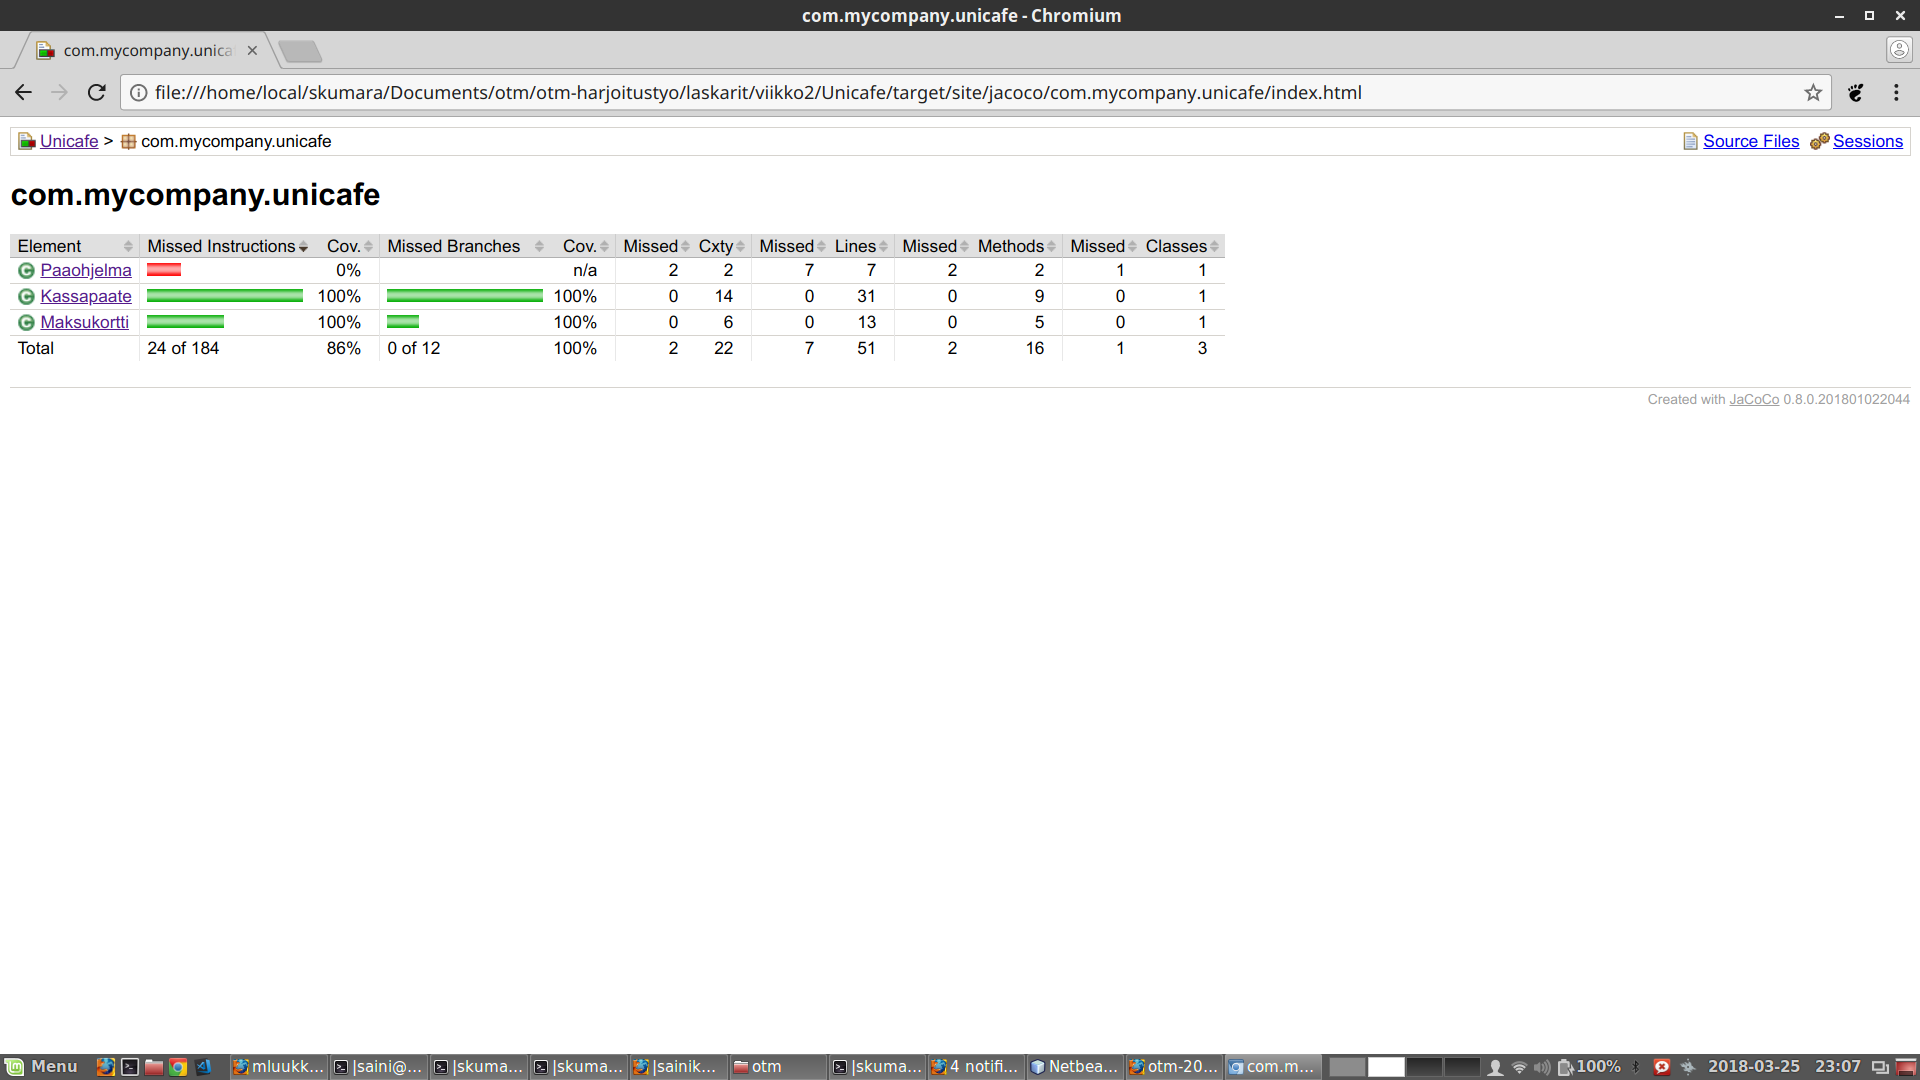 com.mycompany.unicafe - Chromium
com.mycompany.unica
file:///home/local/skumara/Documents/otm/otm-harjoitustyo/laskarit/viikko2/Unicafe/target/site/jacoco/com.mycompany.unicafe/index.html
Unicafe > com.mycompany.unicafe Source Files Sessions
com.mycompany.unicafe
Element Missed Instructions Cov. Missed Branches Cov. Missed Cxty Missed Lines Missed Methods Missed Classes
Paaohjelma 0% n/a 2 2 7 7 2 2 1 1
Kassapaate 100% 100% 0 14 0 31 0 9 0 1
Maksukortti 100% 100% 0 6 0 13 0 5 0 1
Total 24 of 184 86% 0 of 12 100% 2 22 7 51 2 16 1 3
Created with JaCoCo 0.8.0.201801022044
Menu mluukk... |saini@... |skuma... |skuma... |sainik... otm |skuma... 4 notifi... Netbea... otm-20... com.m... 100% 2018-03-25 23:07